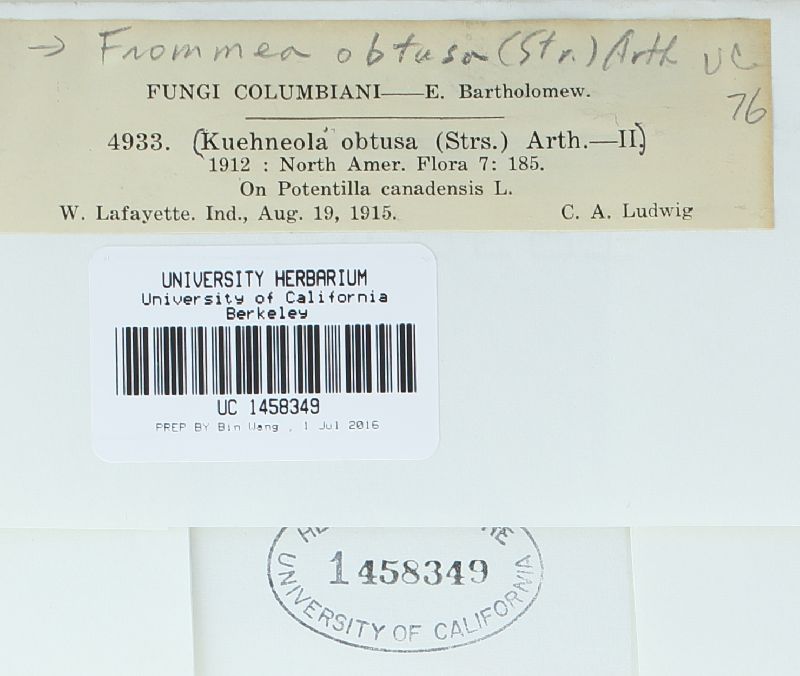 → Frommea obtusa (Str.) Arth UC
76
FUNGI COLUMBIANI—E. Bartholomew.
4933. (Kuehneola obtusa (Strs.) Arth.—II.)
1912 : North Amer. Flora 7: 185.
On Potentilla canadensis L.
W. Lafayette. Ind., Aug. 19, 1915. C. A. Ludwig
UNIVERSITY HERBARIUM
University of California
Berkeley
UC 1458349
PREP BY Bin Wang , 1 Jul 2016
1458349
UNIVERSITY OF CALIFORNIA